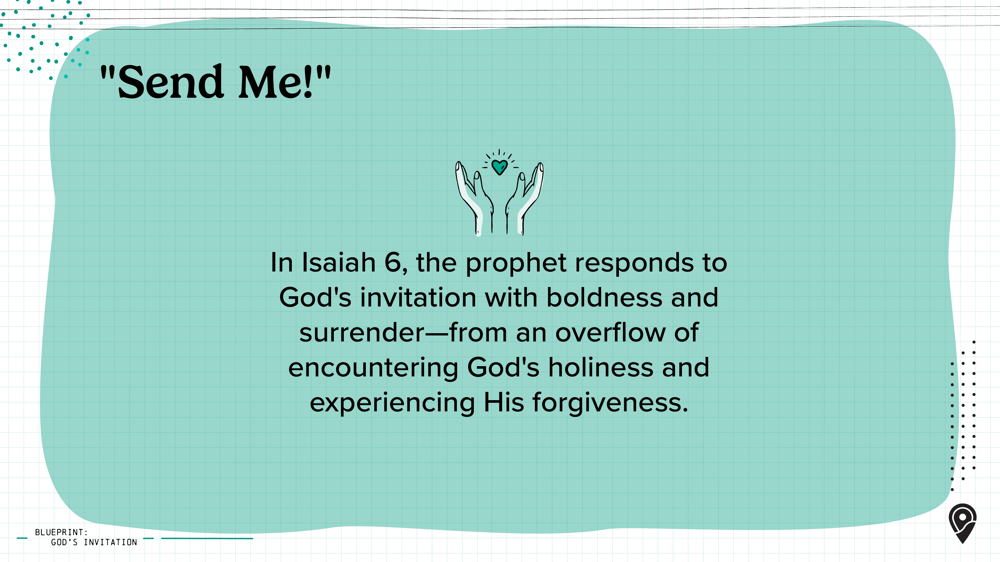 "Send Me!"
In Isaiah 6, the prophet responds to
God's invitation with boldness and
surrender—from an overflow of
encountering God's holiness and
experiencing His forgiveness.
BLUEPRINT:
GOD'S INVITATION